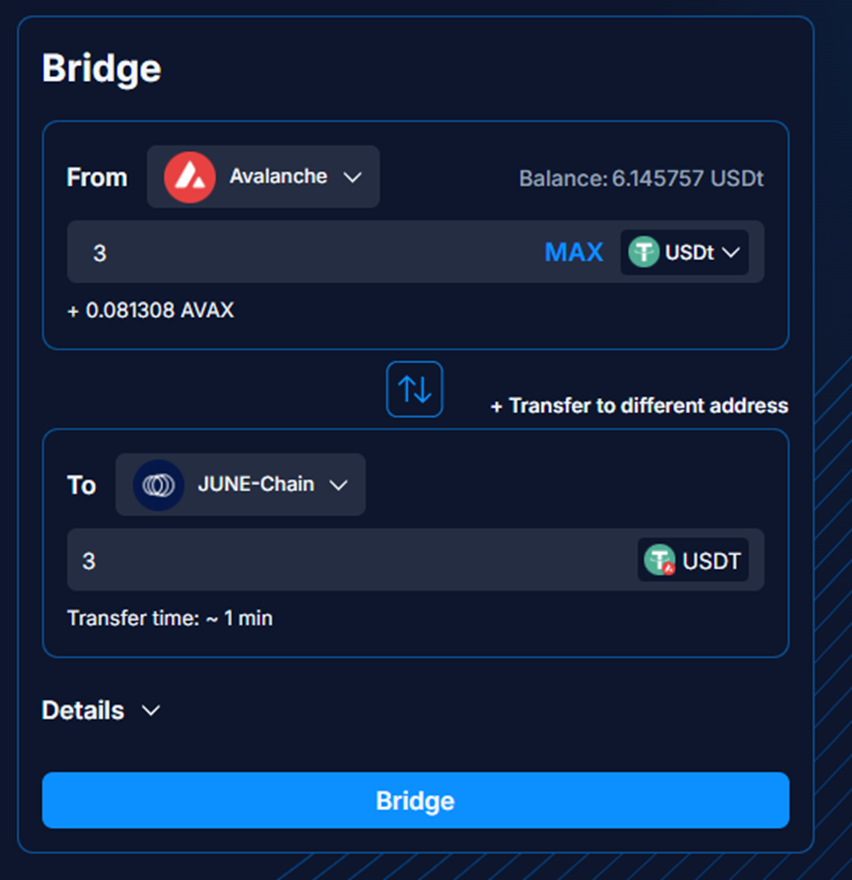 Bridge
From Avalanche Balance: 6.145757 USDt
3 MAX USDt
+ 0.081308 AVAX
+ Transfer to different address
To JUNE-Chain
3 USDT
Transfer time: ~ 1 min
Details
Bridge